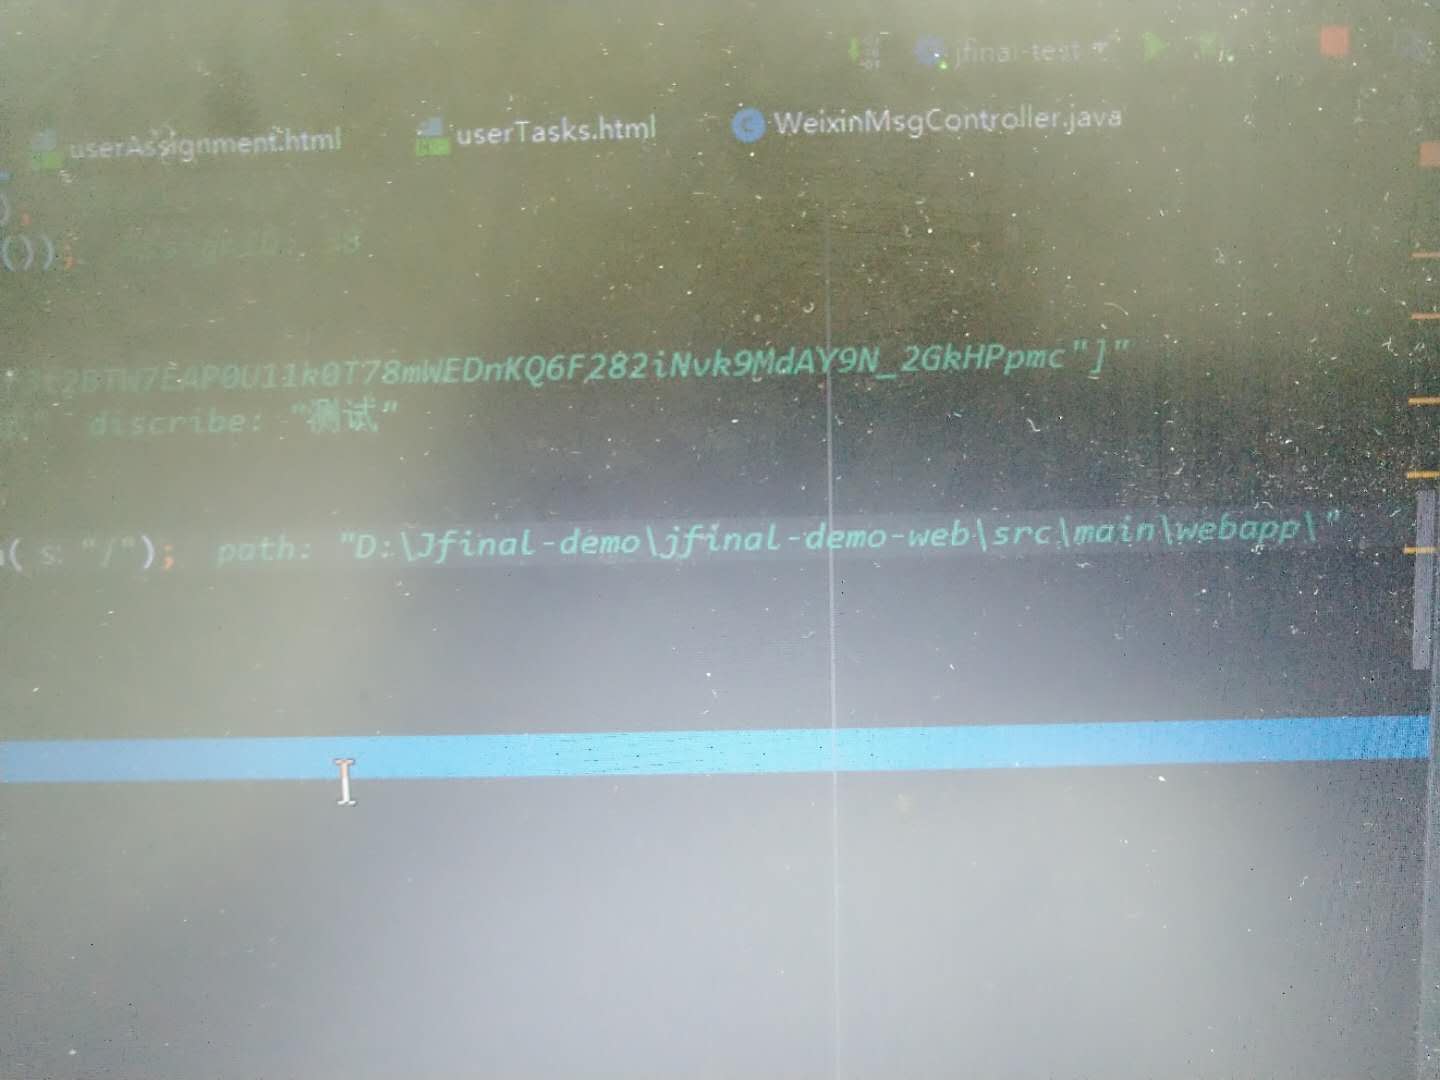 jfinal-test
userAssignment.html userTasks.html WeixinMsgController.java
);
());
AP0U11k0T78mWEDnKQ6F282iNvk9MdAY9N_2GkHPpmc"]"
discribe: "测试"
( s: "/"); path: "D:\Jfinal-demo\jfinal-demo-web\src\main\webapp\"